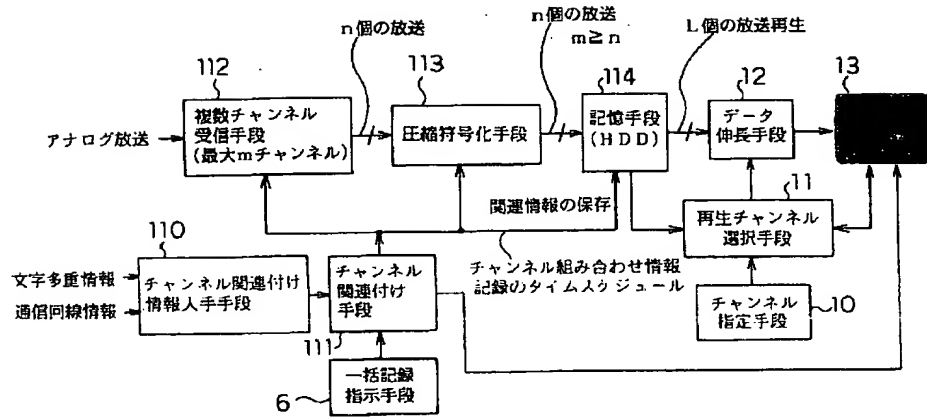 n個の放送
n個の放送
m≧n
L個の放送再生
112
113
114
12
13
アナログ放送
複数チャンネル
受信手段
(最大mチャンネル)
圧縮符号化手段
記憶手段
(HDD)
データ
伸長手段
関連情報の保存
11
再生チャンネル
選択手段
110
文字多重情報
通信回線情報
チャンネル関連付け
情報入手手段
チャンネル
関連付け
手段
111
チャンネル組み合わせ情報
記録のタイムスケジュール
チャンネル
指定手段
10
一括記録
指示手段
6